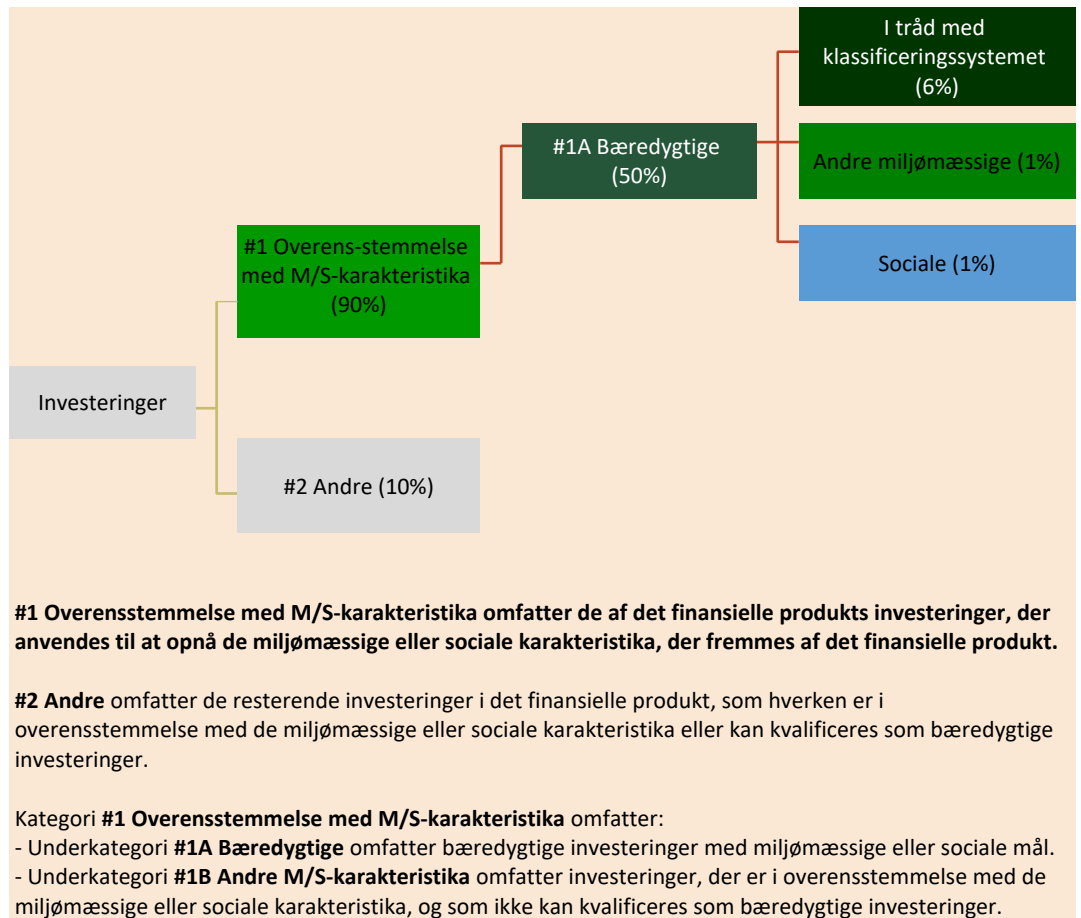 I tråd med
klassificeringssystemet
(6%)
#1A Bæredygtige
(50%)
Andre miljømæssige (1%)
#1 Overens-stemmelse
med M/S-karakteristika
(90%)
Sociale (1%)
Investeringer
#2 Andre (10%)
#1 Overensstemmelse med M/S-karakteristika omfatter de af det finansielle produkts investeringer, der
anvendes til at opnå de miljømæssige eller sociale karakteristika, der fremmes af det finansielle produkt.
#2 Andre omfatter de resterende investeringer i det finansielle produkt, som hverken er i
overensstemmelse med de miljømæssige eller sociale karakteristika eller kan kvalificeres som bæredygtige
investeringer.
Kategori #1 Overensstemmelse med M/S-karakteristika omfatter:
- Underkategori #1A Bæredygtige omfatter bæredygtige investeringer med miljømæssige eller sociale mål.
- Underkategori #1B Andre M/S-karakteristika omfatter investeringer, der er i overensstemmelse med de
miljømæssige eller sociale karakteristika, og som ikke kan kvalificeres som bæredygtige investeringer.